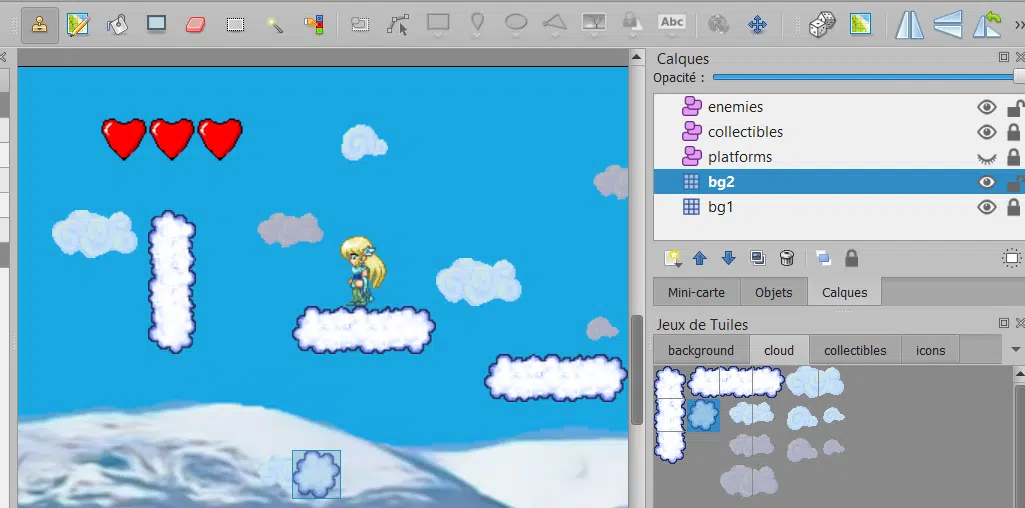 Abc
Calques
Opacité :
enemies
collectibles
platforms
bg2
bg1
Mini-carte Objets Calques
Jeux de Tuiles
background cloud collectibles icons